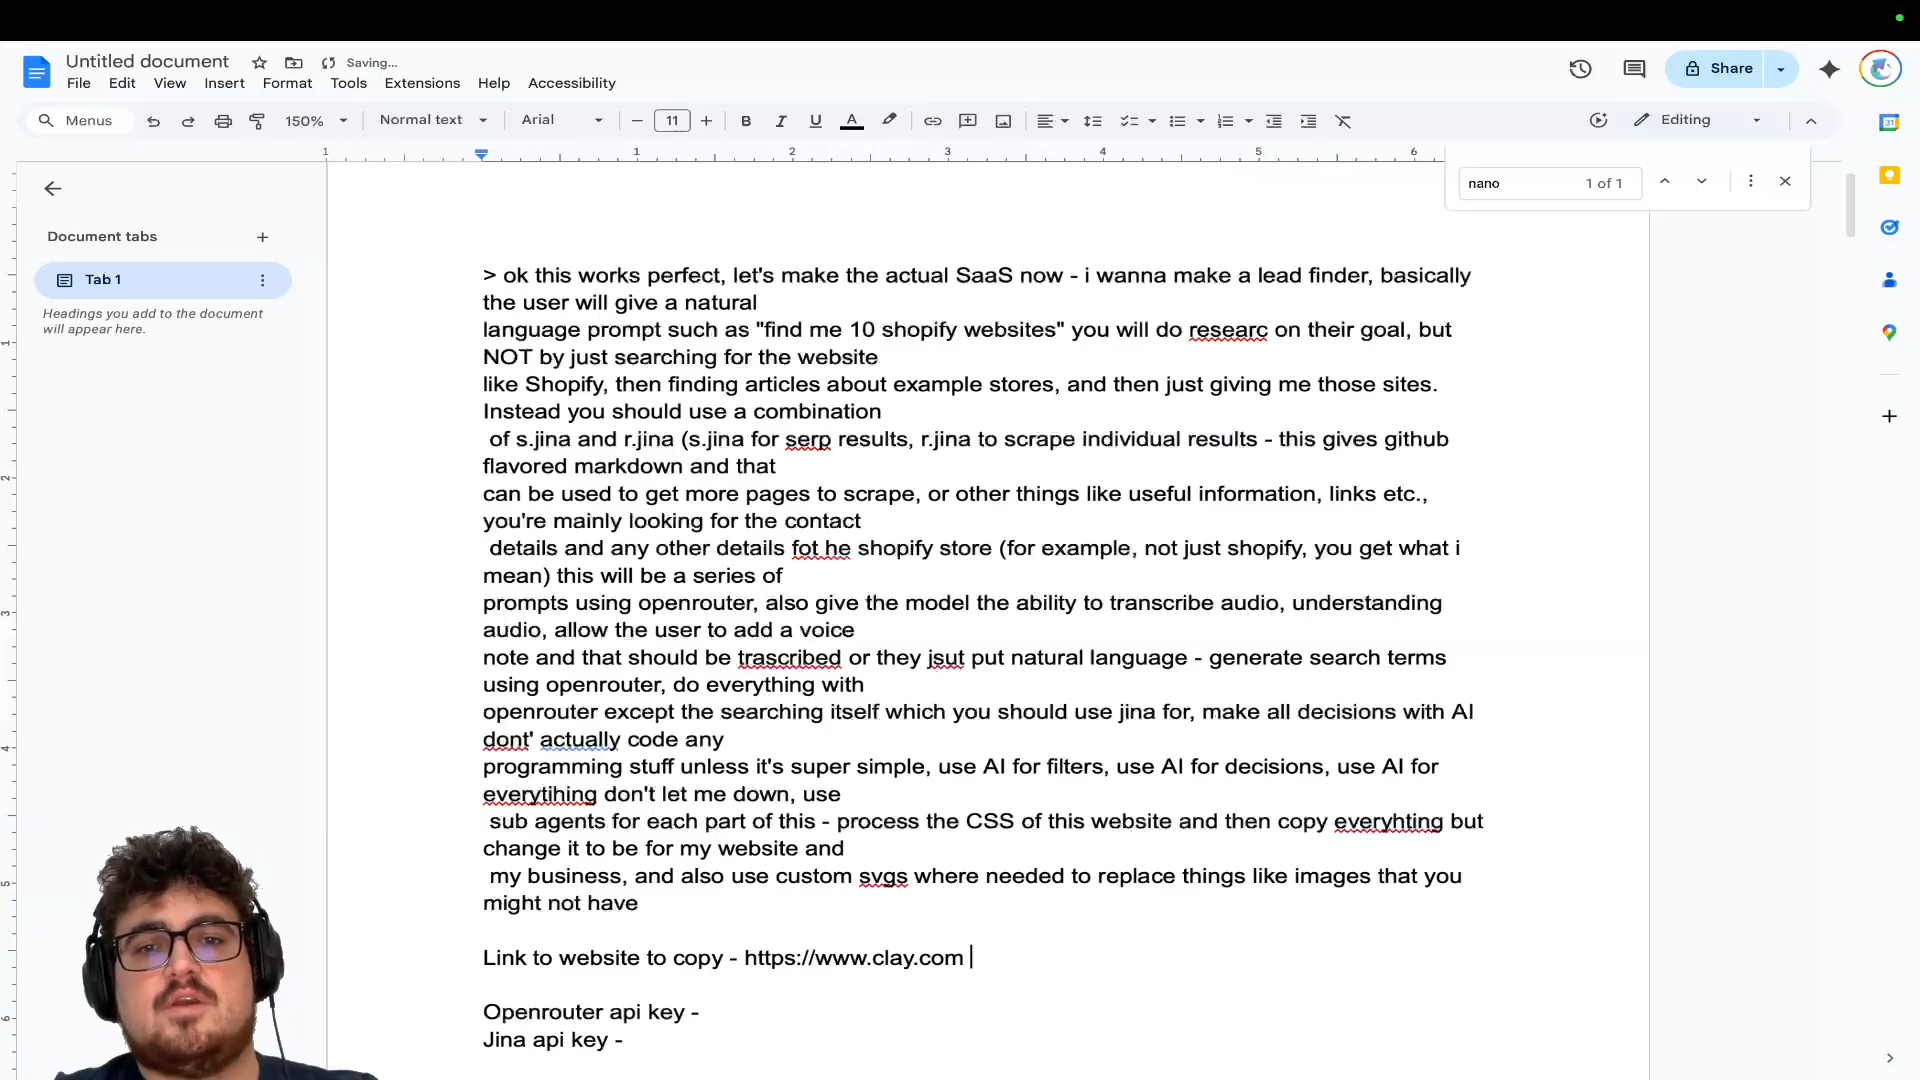 Untitled document
Saving...
File Edit View Insert Format Tools Extensions Help Accessibility
Share
Menus
150%
Normal text
Arial
11
B I U A
Editing
1 1 2 3 4 5 6
nano 1 of 1
Document tabs
Tab 1
Headings you add to the document
will appear here.
> ok this works perfect, let's make the actual SaaS now - i wanna make a lead finder, basically
the user will give a natural
language prompt such as "find me 10 shopify websites" you will do researc on their goal, but
NOT by just searching for the website
like Shopify, then finding articles about example stores, and then just giving me those sites.
Instead you should use a combination
of s.jina and r.jina (s.jina for serp results, r.jina to scrape individual results - this gives github
flavored markdown and that
can be used to get more pages to scrape, or other things like useful information, links etc.,
you're mainly looking for the contact
details and any other details fot he shopify store (for example, not just shopify, you get what i
mean) this will be a series of
prompts using openrouter, also give the model the ability to transcribe audio, understanding
audio, allow the user to add a voice
note and that should be trascribed or they jsut put natural language - generate search terms
using openrouter, do everything with
openrouter except the searching itself which you should use jina for, make all decisions with AI
dont' actually code any
programming stuff unless it's super simple, use AI for filters, use AI for decisions, use AI for
everytihing don't let me down, use
sub agents for each part of this - process the CSS of this website and then copy everyhting but
change it to be for my website and
my business, and also use custom svgs where needed to replace things like images that you
might not have
Link to website to copy - https://www.clay.com
Openrouter api key -
Jina api key -
1
2
3
4
5
6
31